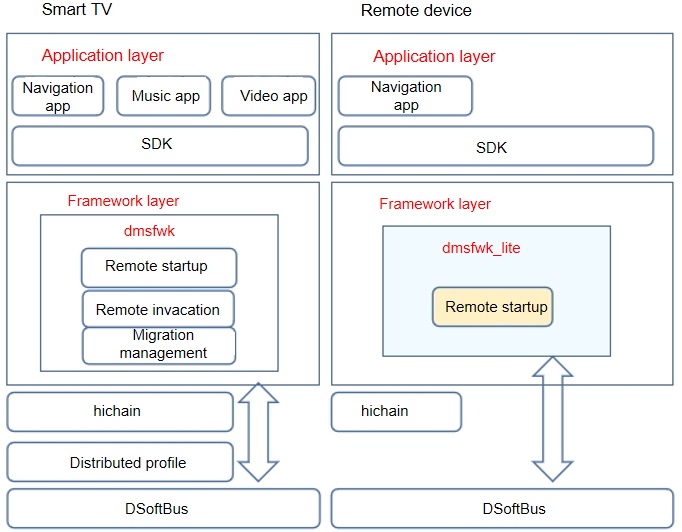 Smart TV
Application layer
Navigation
app
Music app
Video app
SDK
Framework layer
dmsfwk
Remote startup
Remote invacation
Migration
management
hichain
Distributed profile
DSoftBus
Remote device
Application layer
Navigation
app
SDK
Framework layer
dmsfwk_lite
Remote startup
hichain
DSoftBus